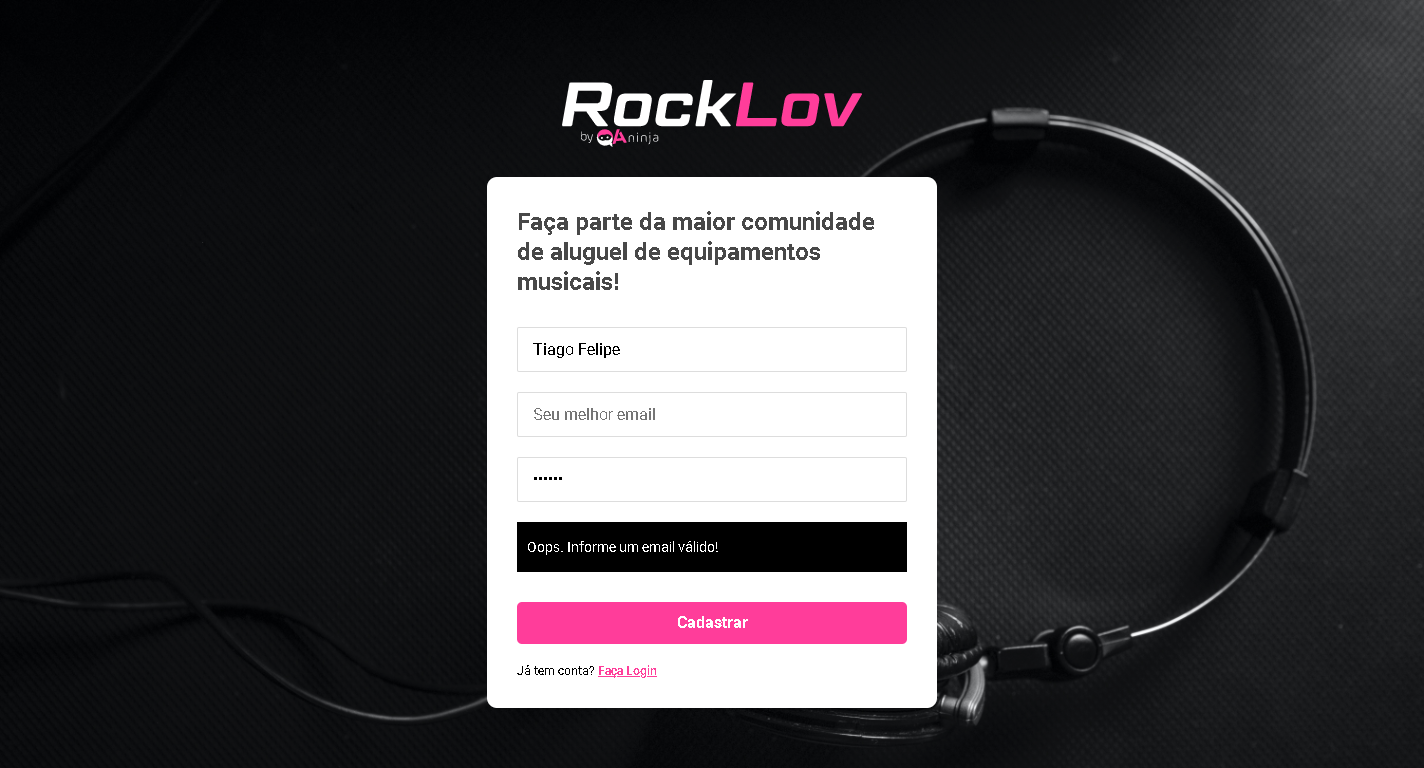 RockLov
by QA ninja
Faça parte da maior comunidade
de aluguel de equipamentos
musicais!
Tiago Felipe
Seu melhor email
••••••
Oops. Informe um email válido!
Cadastrar
Já tem conta? Faça Login